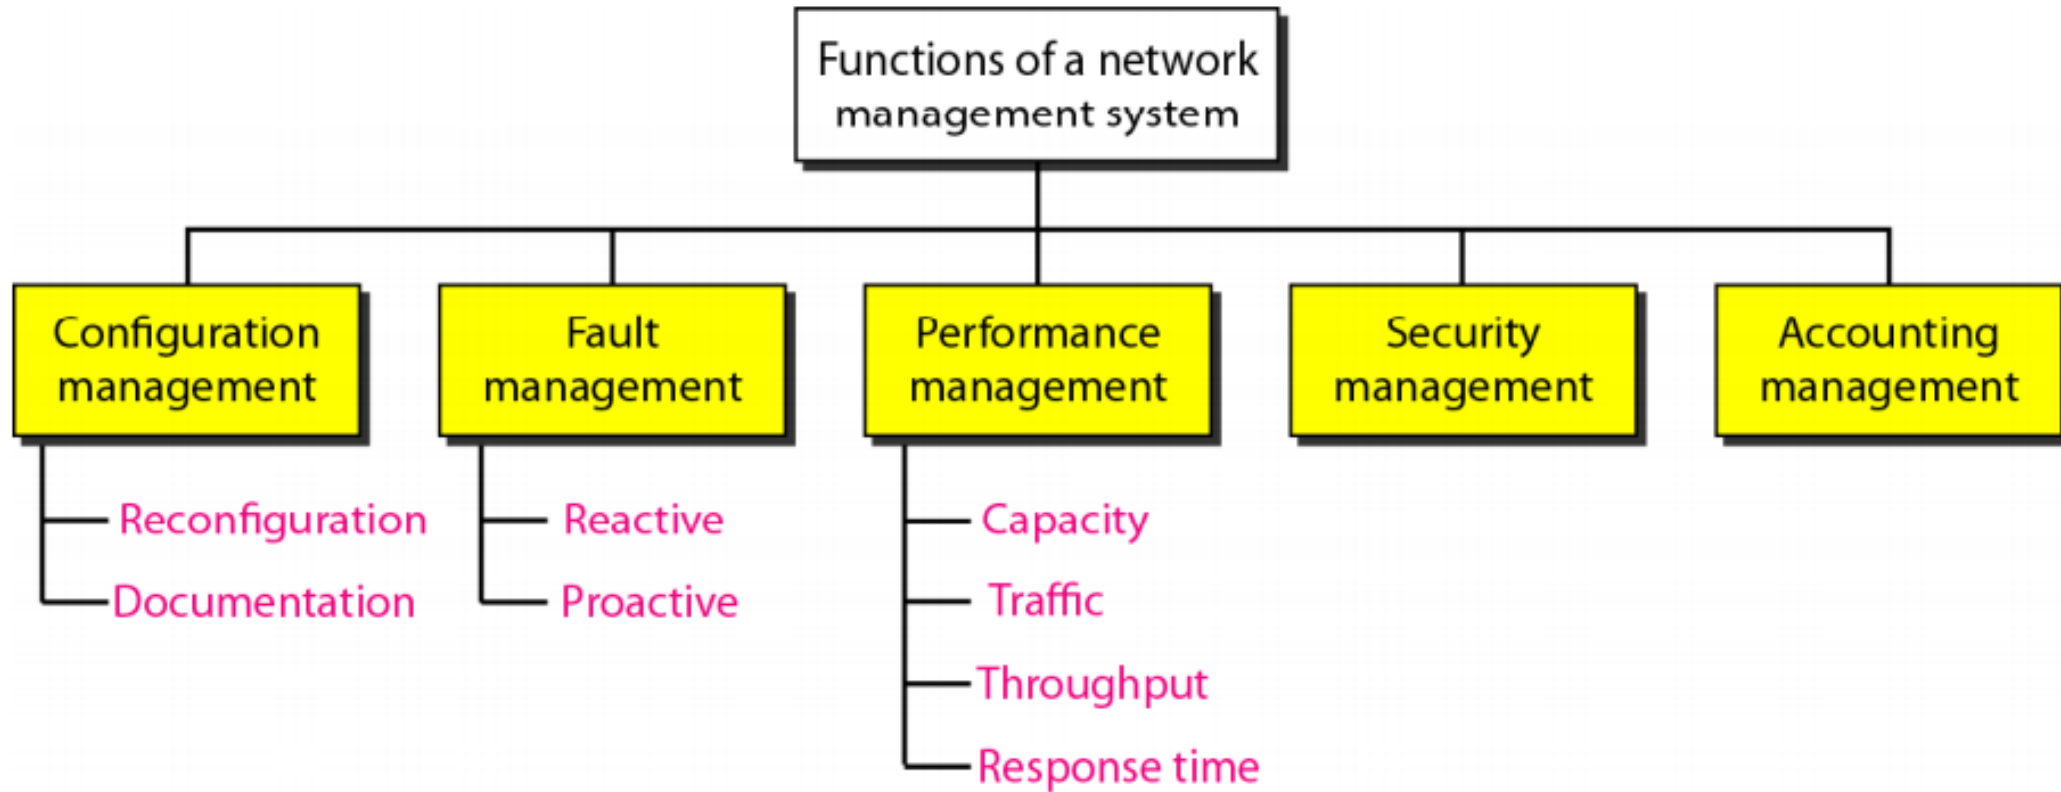 Functions of a network
management system
Configuration
management
Fault
management
Performance
management
Security
management
Accounting
management
Reconfiguration
Documentation
Reactive
Proactive
Capacity
Traffic
Throughput
Response time